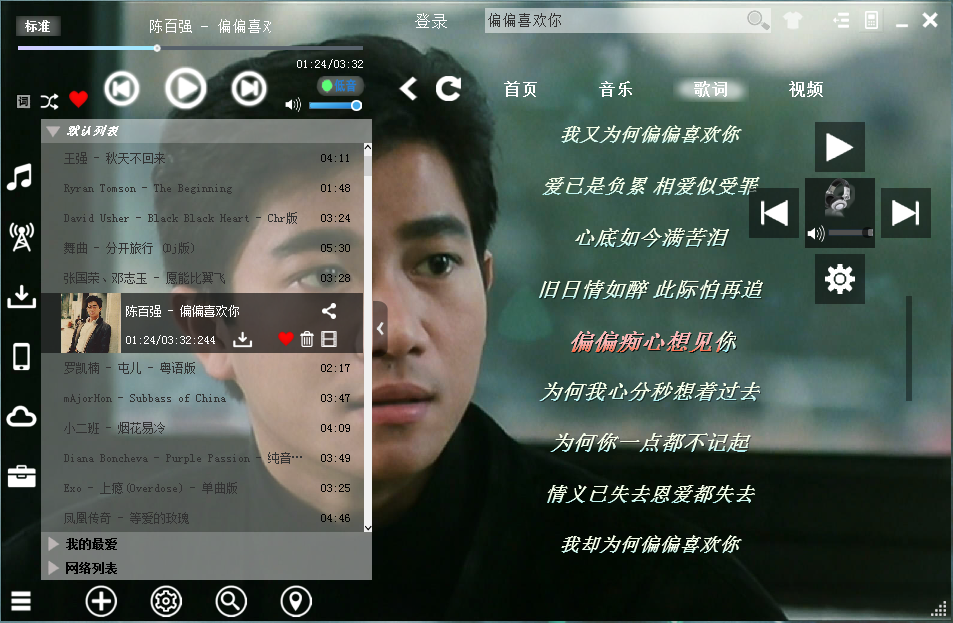 标准
陈百强 - 偏偏喜欢
登录
偏偏喜欢你
01:24/03:32
低音
词
首页 音乐 歌词 视频
默认列表
王强 - 秋天不回来 04:11
Ryran Tomson - The Beginning 01:48
David Usher - Black Black Heart - Chr版 03:24
舞曲 - 分开旅行 (Dj版) 05:30
张国荣、邓志玉 - 愿能比翼飞 03:28
陈百强 - 偏偏喜欢你
01:24/03:32:244
罗凯楠 - 屯儿 - 粤语版 02:17
mAjorHon - Subbass of China 03:47
小二班 - 烟花易冷 04:09
Diana Boncheva - Purple Passion - 纯音… 03:49
Exo - 上瘾(Overdose) - 单曲版 03:25
凤凰传奇 - 等爱的玫瑰 04:46
我的最爱
网络列表
我又为何偏偏喜欢你
爱已是负累 相爱似受罪
心底如今满苦泪
旧日情如醉 此际怕再追
偏偏痴心想见你
为何我心分秒想着过去
为何你一点都不记起
情义已失去恩爱都失去
我却为何偏偏喜欢你